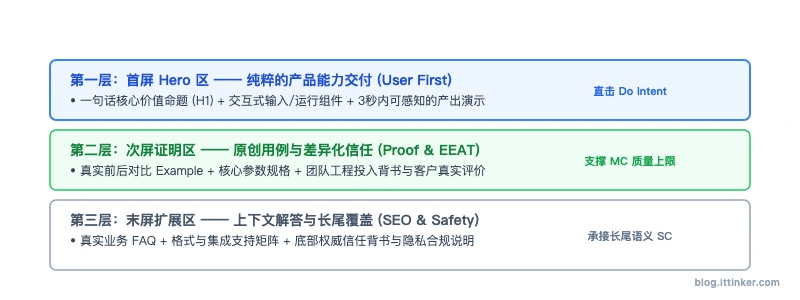 第一层：首屏 Hero 区 —— 纯粹的产品能力交付 (User First)
• 一句话核心价值命题 (H1) + 交互式输入/运行组件 + 3秒内可感知的产出演示
直击 Do Intent
第二层：次屏证明区 —— 原创用例与差异化信任 (Proof & EEAT)
• 真实前后对比 Example + 核心参数规格 + 团队工程投入背书与客户真实评价
支撑 MC 质量上限
第三层：末屏扩展区 —— 上下文解答与长尾覆盖 (SEO & Safety)
• 真实业务 FAQ + 格式与集成支持矩阵 + 底部权威信任背书与隐私合规说明
承接长尾语义 SC
blog.ittinker.com